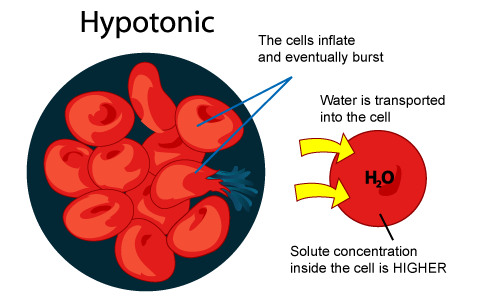 Hypotonic
The cells inflate
and eventually burst
Water is transported
into the cell
H₂O
Solute concentration
inside the cell is HIGHER